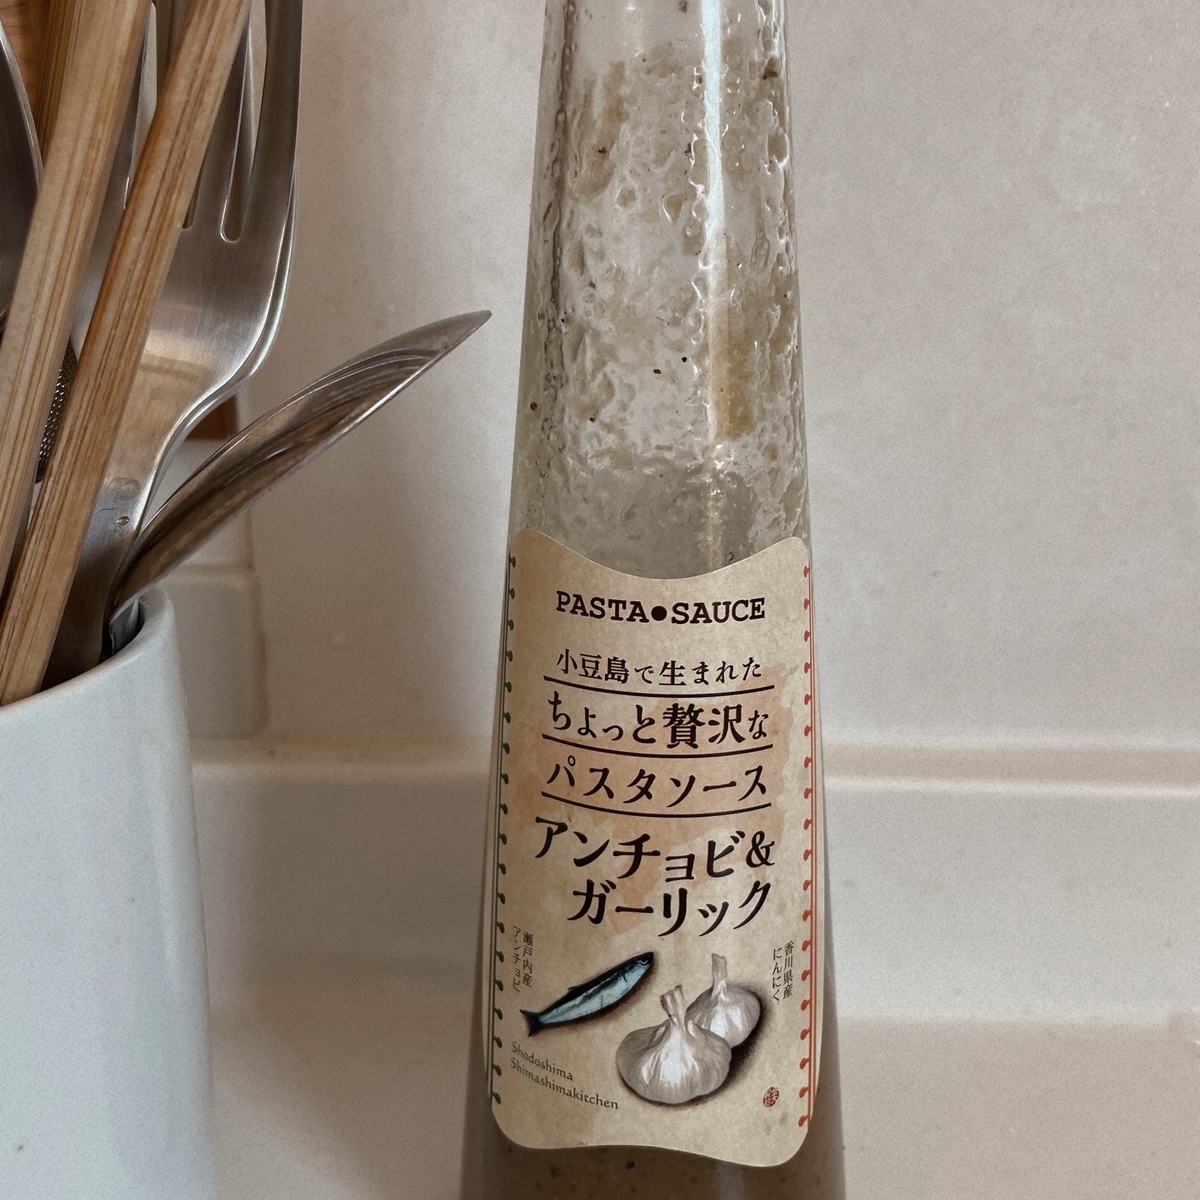 PASTA●SAUCE
小豆島で生まれた
ちょっと贅沢な
パスタソース
アンチョビ&
ガーリック
瀬戸内産
アンチョビ
香川県産
にんにく
Shodoshima
Shimashimakitchen